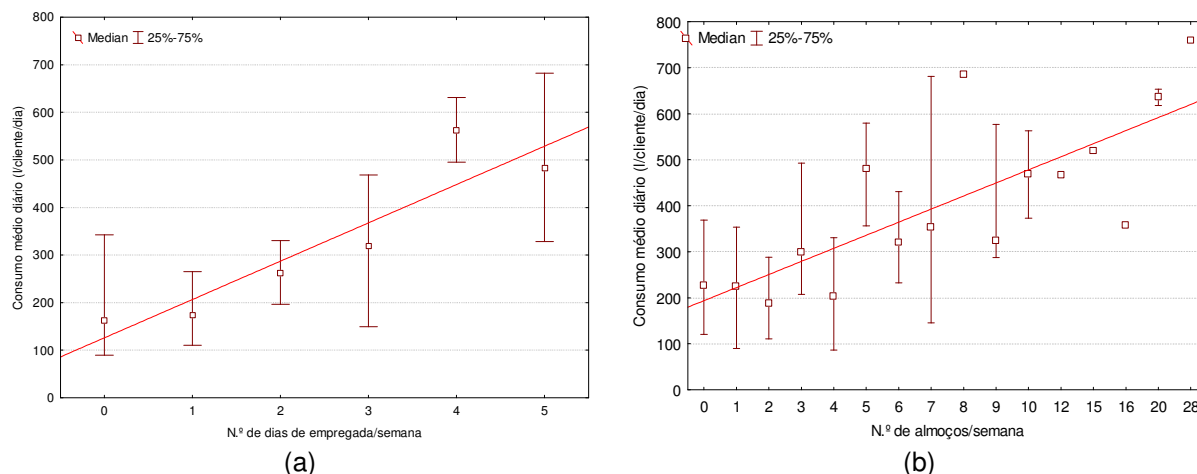 Median 25%-75%
Consumo médio diário (l/cliente/dia)
800
700
600
500
400
300
200
100
0
0 1 2 3 4 5
N.º de dias de empregada/semana
(a)
Median 25%-75%
Consumo médio diário (l/cliente/dia)
800
700
600
500
400
300
200
100
0
0 1 2 3 4 5 6 7 8 9 10 12 15 16 20 28
N.º de almoços/semana
(b)